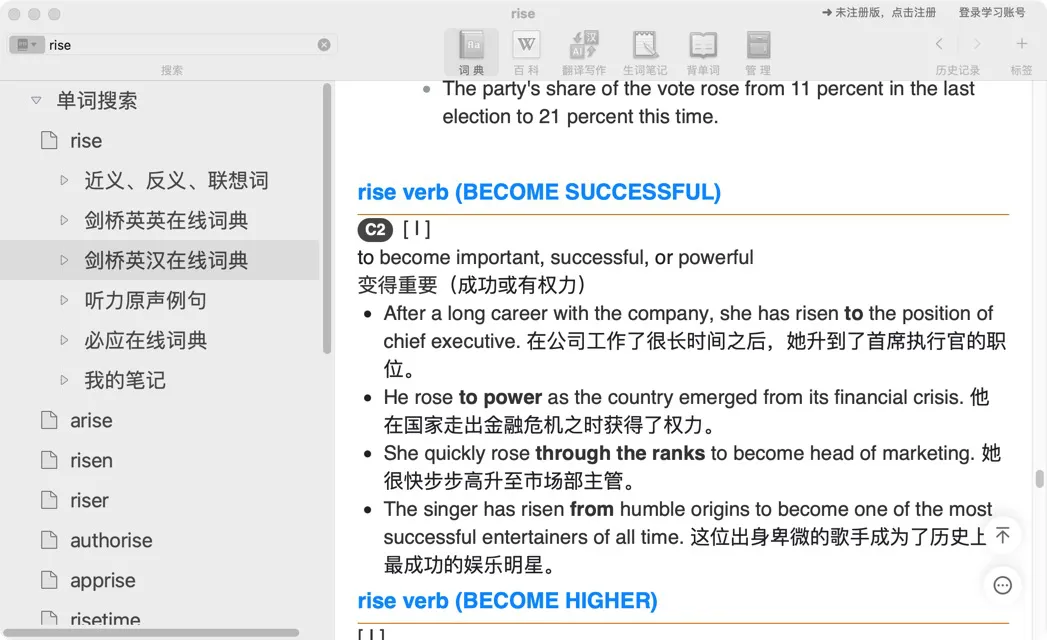 rise
→ 未注册版，点击注册
登录学习账号
rise
搜索
词 典
百 科
翻译写作
生词笔记
背单词
管 理
历史记录
标签
单词搜索
rise
近义、反义、联想词
剑桥英英在线词典
剑桥英汉在线词典
听力原声例句
必应在线词典
我的笔记
arise
risen
riser
authorise
apprise
risetime
The party's share of the vote rose from 11 percent in the last
election to 21 percent this time.
rise verb (BECOME SUCCESSFUL)
C2 [ I ]
to become important, successful, or powerful
变得重要（成功或有权力）
After a long career with the company, she has risen to the position of
chief executive. 在公司工作了很长时间之后，她升到了首席执行官的职
位。
He rose to power as the country emerged from its financial crisis. 他
在国家走出金融危机之时获得了权力。
She quickly rose through the ranks to become head of marketing. 她
很快步步高升至市场部主管。
The singer has risen from humble origins to become one of the most
successful entertainers of all time. 这位出身卑微的歌手成为了历史上
最成功的娱乐明星。
rise verb (BECOME HIGHER)
[ I ]